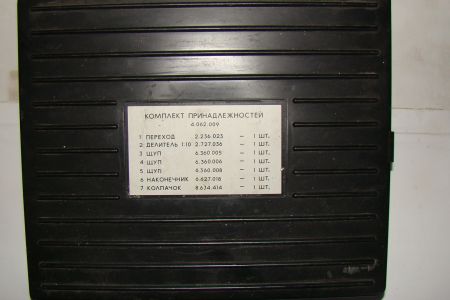 КОМПЛЕКТ ПРИНАДЛЕЖНОСТЕЙ
4.062.009
1 ПЕРЕХОД 2.236.023 – 1 ШТ.
2 ДЕЛИТЕЛЬ 1:10 2.727.036 – 1 ШТ.
3 ЩУП 6.360.005 – 1 ШТ.
4 ЩУП 6.360.006 – 1 ШТ.
5 ЩУП 6.360.008 – 1 ШТ.
6 НАКОНЕЧНИК 6.627.018 – 1 ШТ.
7 КОЛПАЧОК 8.634.414 – 1 ШТ.